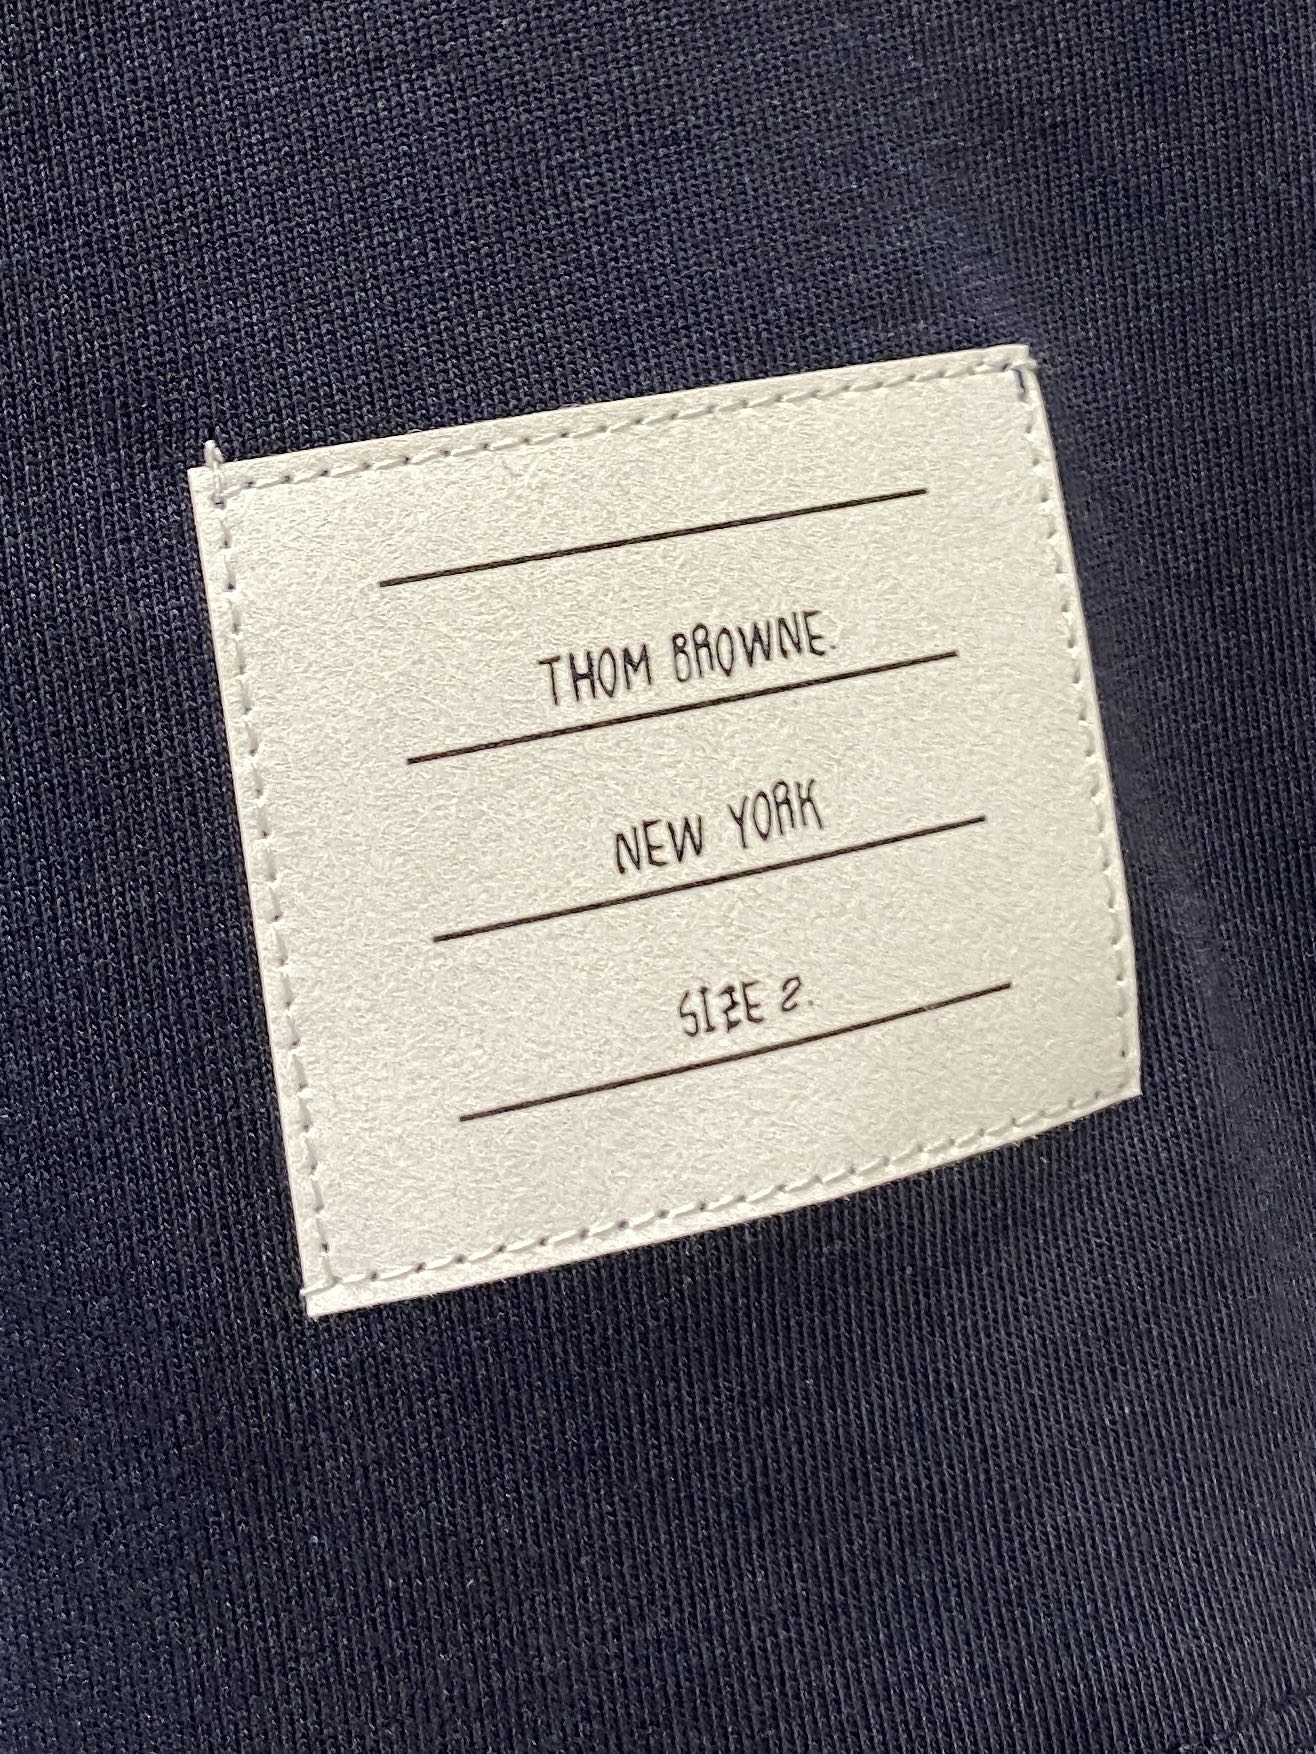 THOM BROWNE.
NEW YORK
SIZE 2.